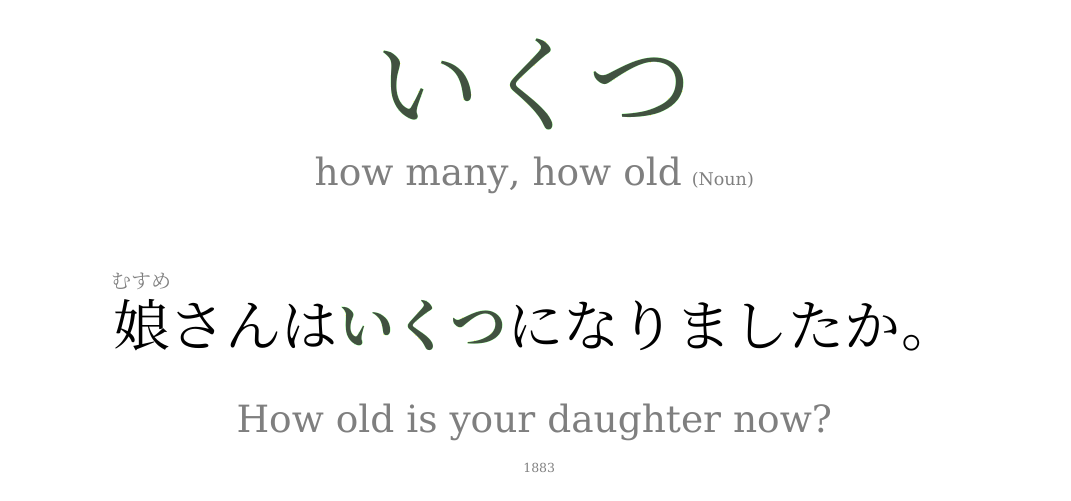 いくつ
how many, how old (Noun)
むすめ
娘さんはいくつになりましたか。
How old is your daughter now?
1883